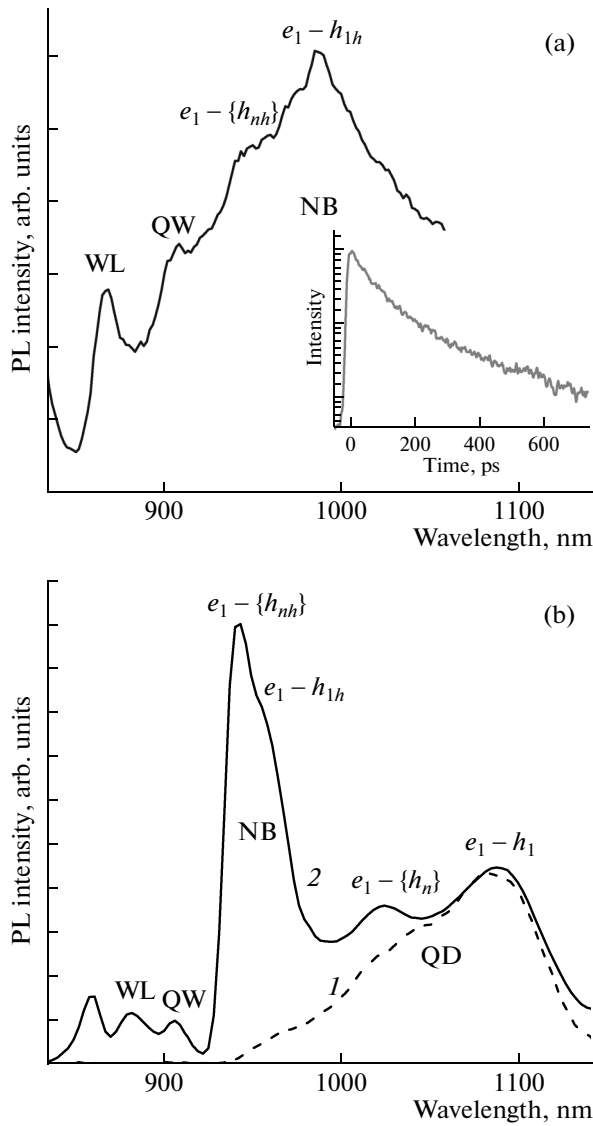 e₁ – h₁ₕ
(a)
e₁ – {hₙₕ}
QW
NB
WL
PL intensity, arb. units
Intensity
0 200 400 600
Time, ps
900 1000 1100
Wavelength, nm
e₁ – {hₙₕ}
(b)
e₁ – h₁ₕ
NB
e₁ – h₁
2
e₁ – {hₙ}
QD
WL
QW
1
PL intensity, arb. units
900 1000 1100
Wavelength, nm